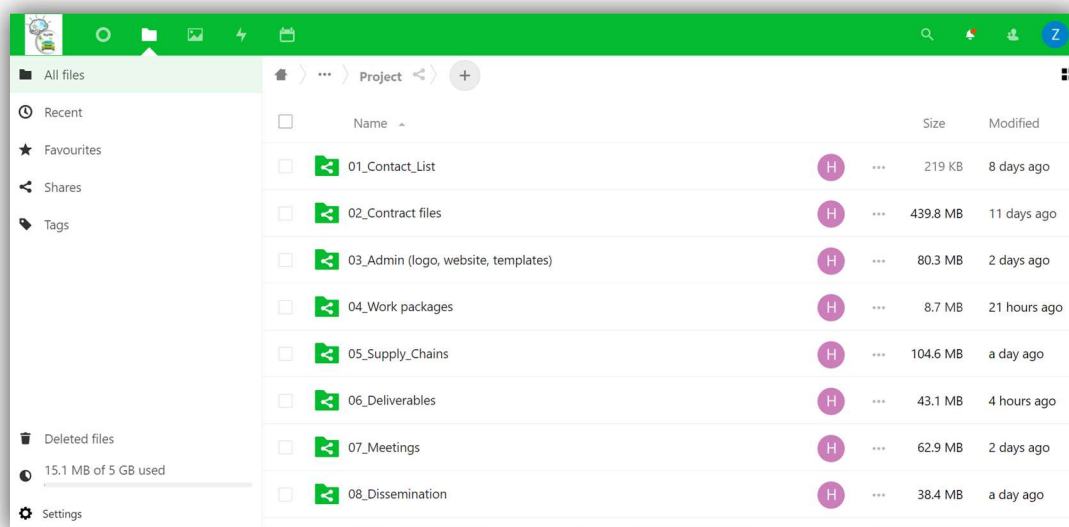 Z
All files
Recent
Favourites
Shares
Tags
Deleted files
15.1 MB of 5 GB used
Settings
··· Project +
Name Size Modified
01_Contact_List H ··· 219 KB 8 days ago
02_Contract files H ··· 439.8 MB 11 days ago
03_Admin (logo, website, templates) H ··· 80.3 MB 2 days ago
04_Work packages H ··· 8.7 MB 21 hours ago
05_Supply_Chains H ··· 104.6 MB a day ago
06_Deliverables H ··· 43.1 MB 4 hours ago
07_Meetings H ··· 62.9 MB 2 days ago
08_Dissemination H ··· 38.4 MB a day ago